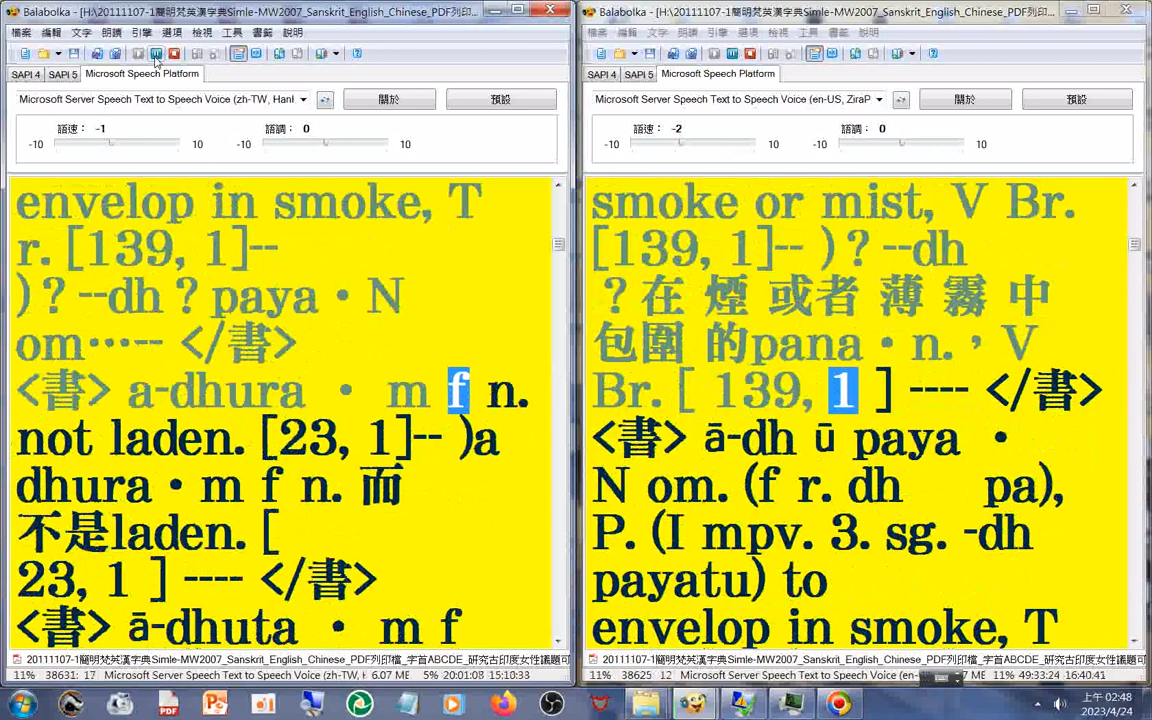 Balabolka - [H:\20111107-1簡明梵英漢字典Simle-MW2007_Sanskrit_English_Chinese_PDF列印...
檔案 編輯 文字 朗讀 引擎 選項 檢視 工具 書籤 說明
SAPI 4 SAPI 5 Microsoft Speech Platform
Microsoft Server Speech Text to Speech Voice (zh-TW, Hanl 關於 預設
語速： -1 語調： 0
-10 10 -10 10
envelop in smoke, T
r. [139, 1]--
)？--dh？paya・N
om…-- </書>
<書> a-dhura ・ m f n.
not laden. [23, 1]-- )a
dhura・m f n. 而
不是laden. [
23, 1 ] ---- </書>
<書> ā-dhuta ・ m f
20111107-1簡明梵英漢字典Simle-MW2007_Sanskrit_English_Chinese_PDF列印檔_字首ABCDE_研究古印度女性議題可
11% 38631: 17 Microsoft Server Speech Text to Speech Voice (zh-TW, H 6.07 MB 5% 20:01:08 15:10:33
Balabolka - [H:\20111107-1簡明梵英漢字典Simle-MW2007_Sanskrit_English_Chinese_PDF列印...
檔案 編輯 文字 朗讀 引擎 選項 檢視 工具 書籤 說明
SAPI 4 SAPI 5 Microsoft Speech Platform
Microsoft Server Speech Text to Speech Voice (en-US, ZiraP 關於 預設
語速： -2 語調： 0
-10 10 -10 10
smoke or mist, V Br.
[139, 1]-- )？--dh
？在 煙 或者 薄 霧 中
包圍 的pana・n.，V
Br. [ 139, 1 ] ---- </書>
<書> ā-dh ū paya ・
N om. (f r. dh pa),
P. (I mpv. 3. sg. -dh
payatu) to
envelop in smoke, T
20111107-1簡明梵英漢字典Simle-MW2007_Sanskrit_English_Chinese_PDF列印檔_字首ABCDE_研究古印度女性議題可
11% 38625 12 Microsoft Server Speech Text to Speech Voice 11% 49:33:24 16:40:41
上午 02:48
2023/4/24